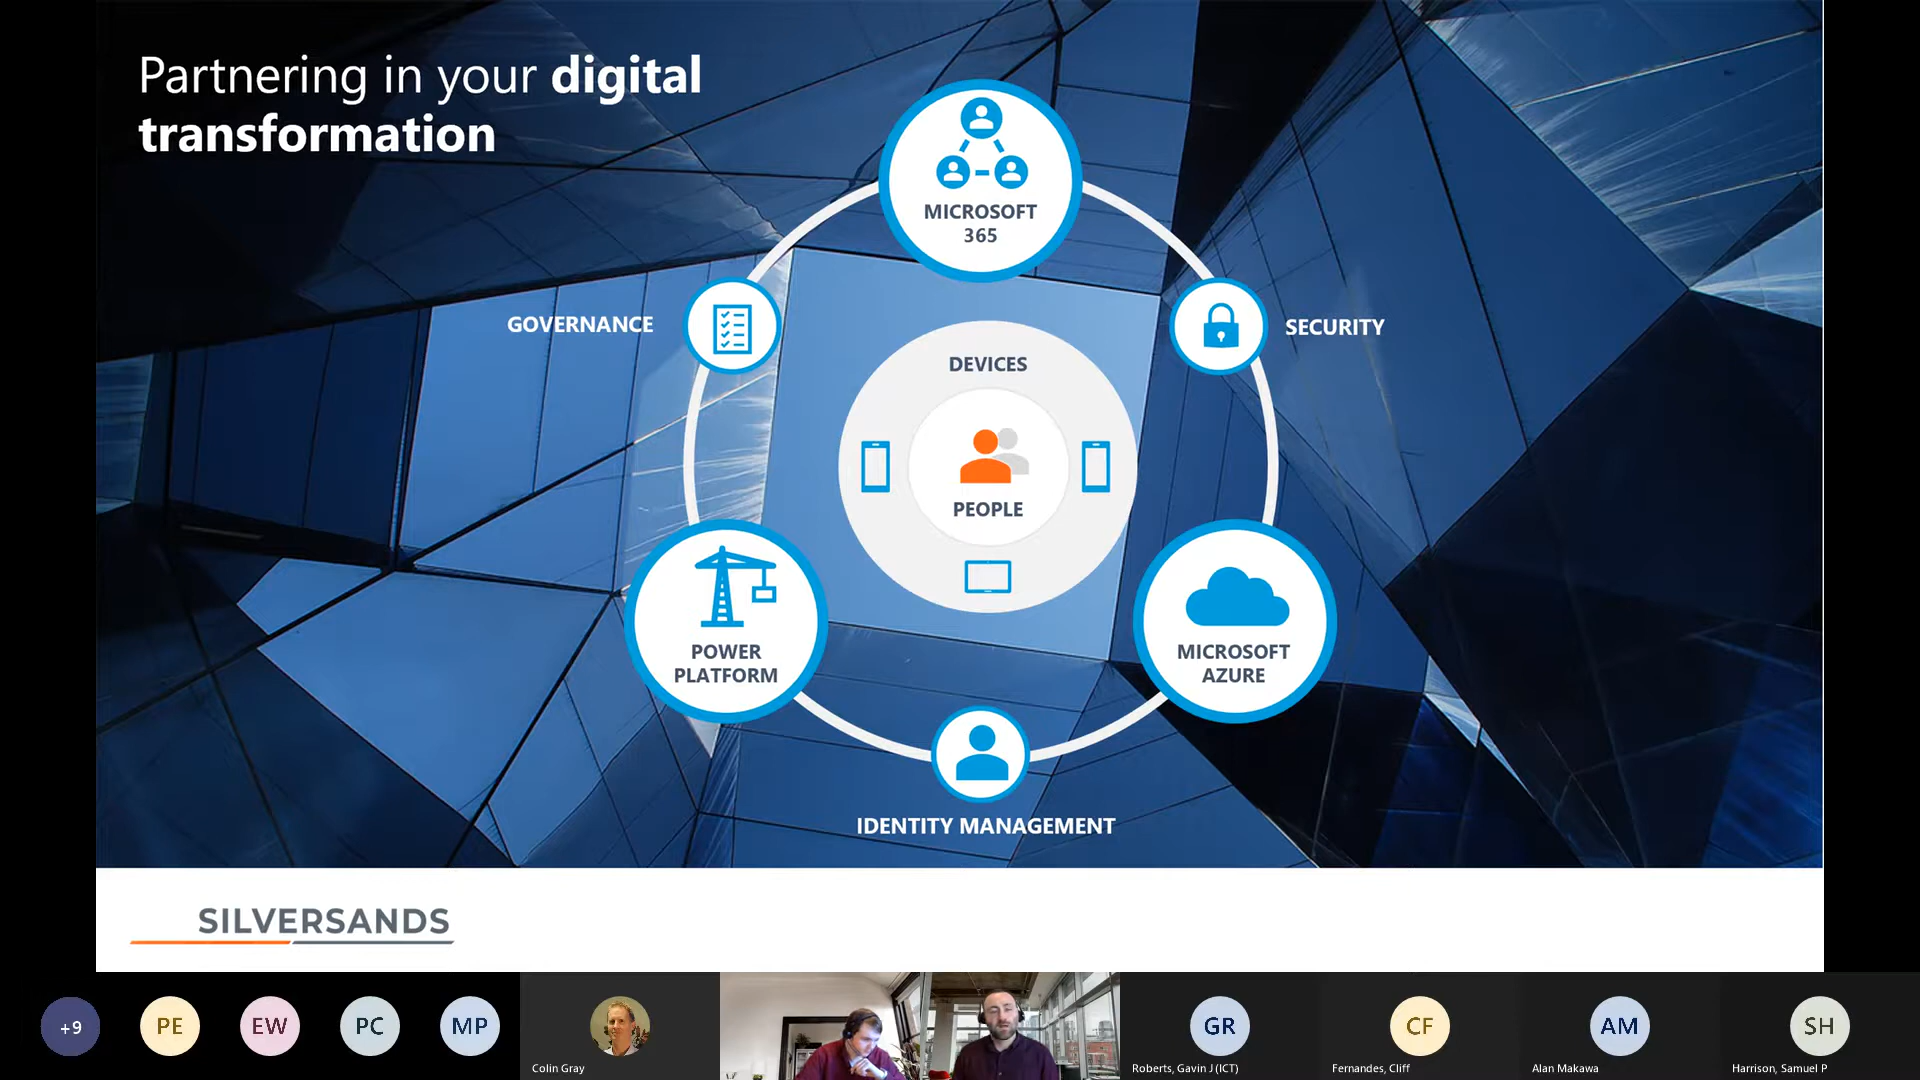 Partnering in your digital
transformation
MICROSOFT
365
GOVERNANCE
SECURITY
DEVICES
PEOPLE
POWER
PLATFORM
MICROSOFT
AZURE
IDENTITY MANAGEMENT
SILVERSANDS
+9
PE
EW
PC
MP
Colin Gray
GR
Roberts, Gavin J (ICT)
CF
Fernandes, Cliff
AM
Alan Makawa
SH
Harrison, Samuel P